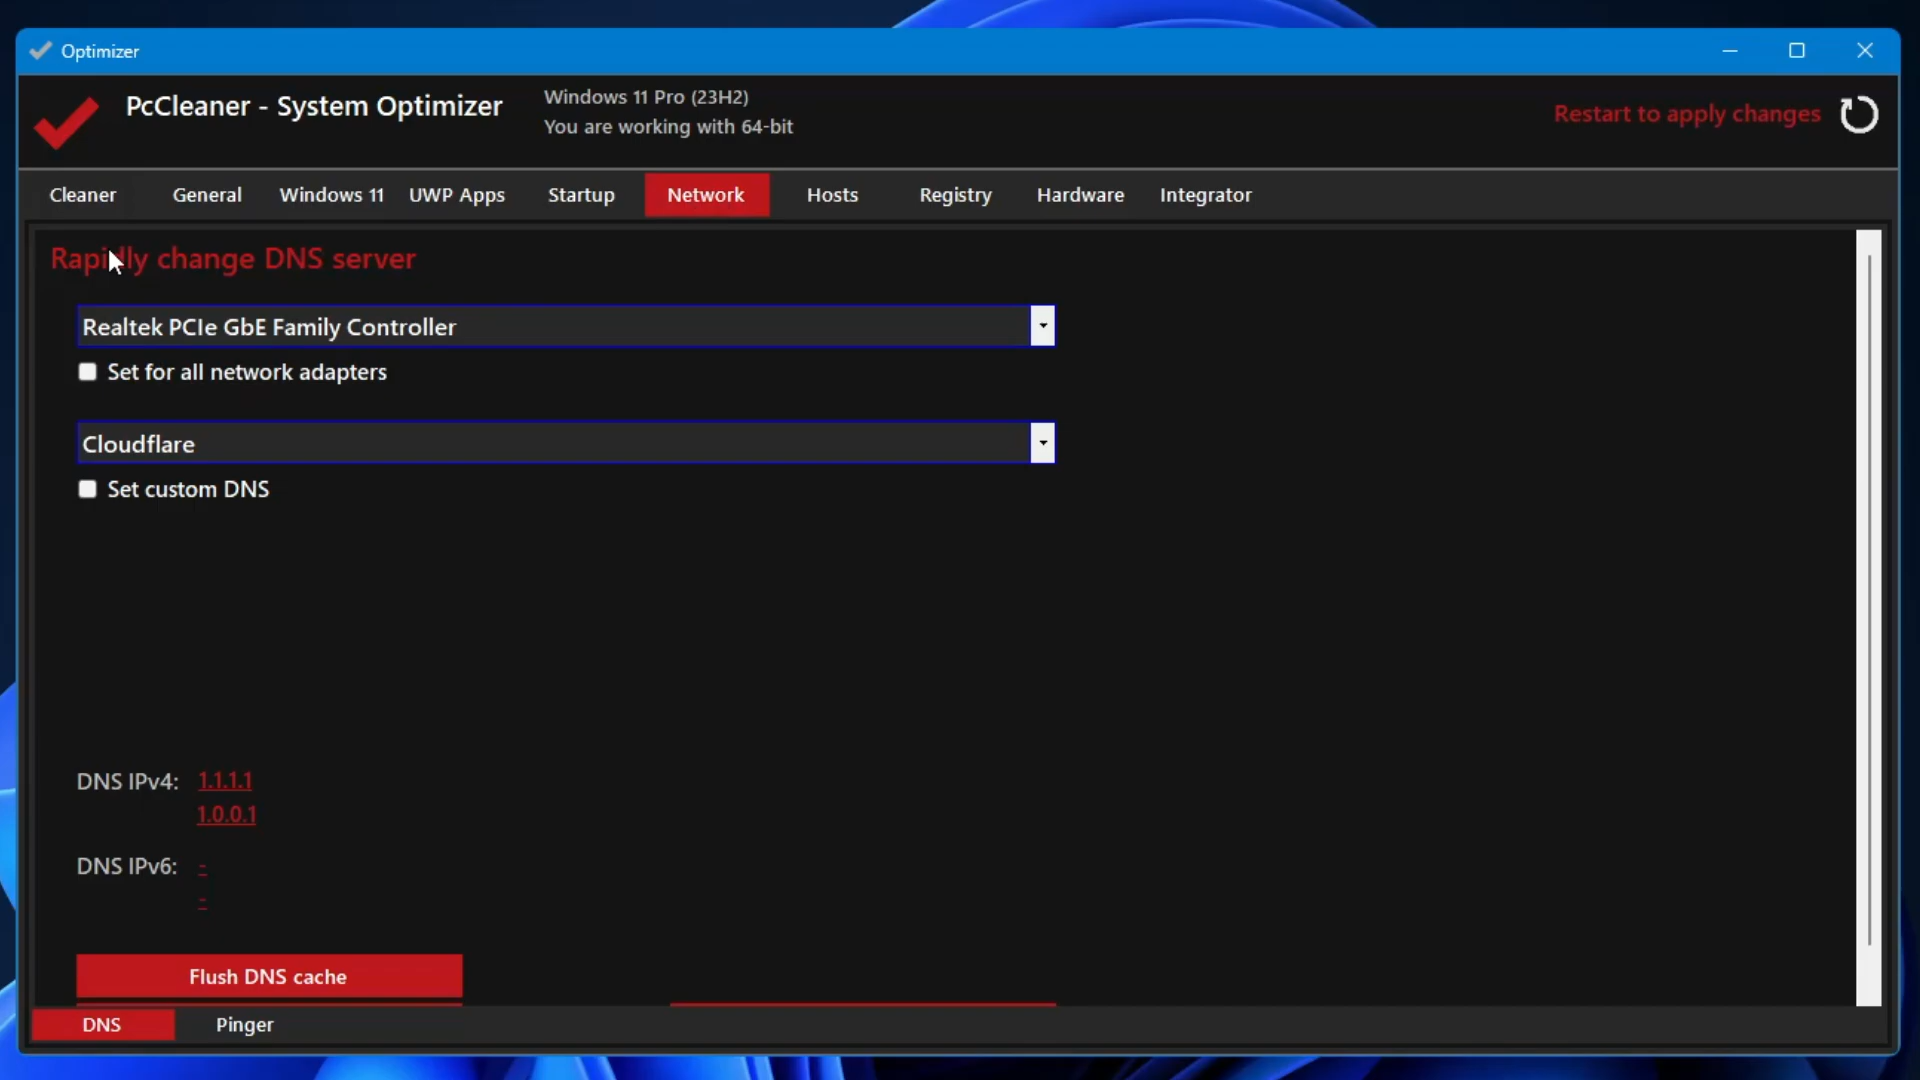 Optimizer
PcCleaner - System Optimizer
Windows 11 Pro (23H2)
You are working with 64-bit
Restart to apply changes
Cleaner General Windows 11 UWP Apps Startup Network Hosts Registry Hardware Integrator
Rapidly change DNS server
Realtek PCIe GbE Family Controller
Set for all network adapters
Cloudflare
Set custom DNS
DNS IPv4: 1.1.1.1
1.0.0.1
DNS IPv6: -
-
Flush DNS cache
DNS Pinger